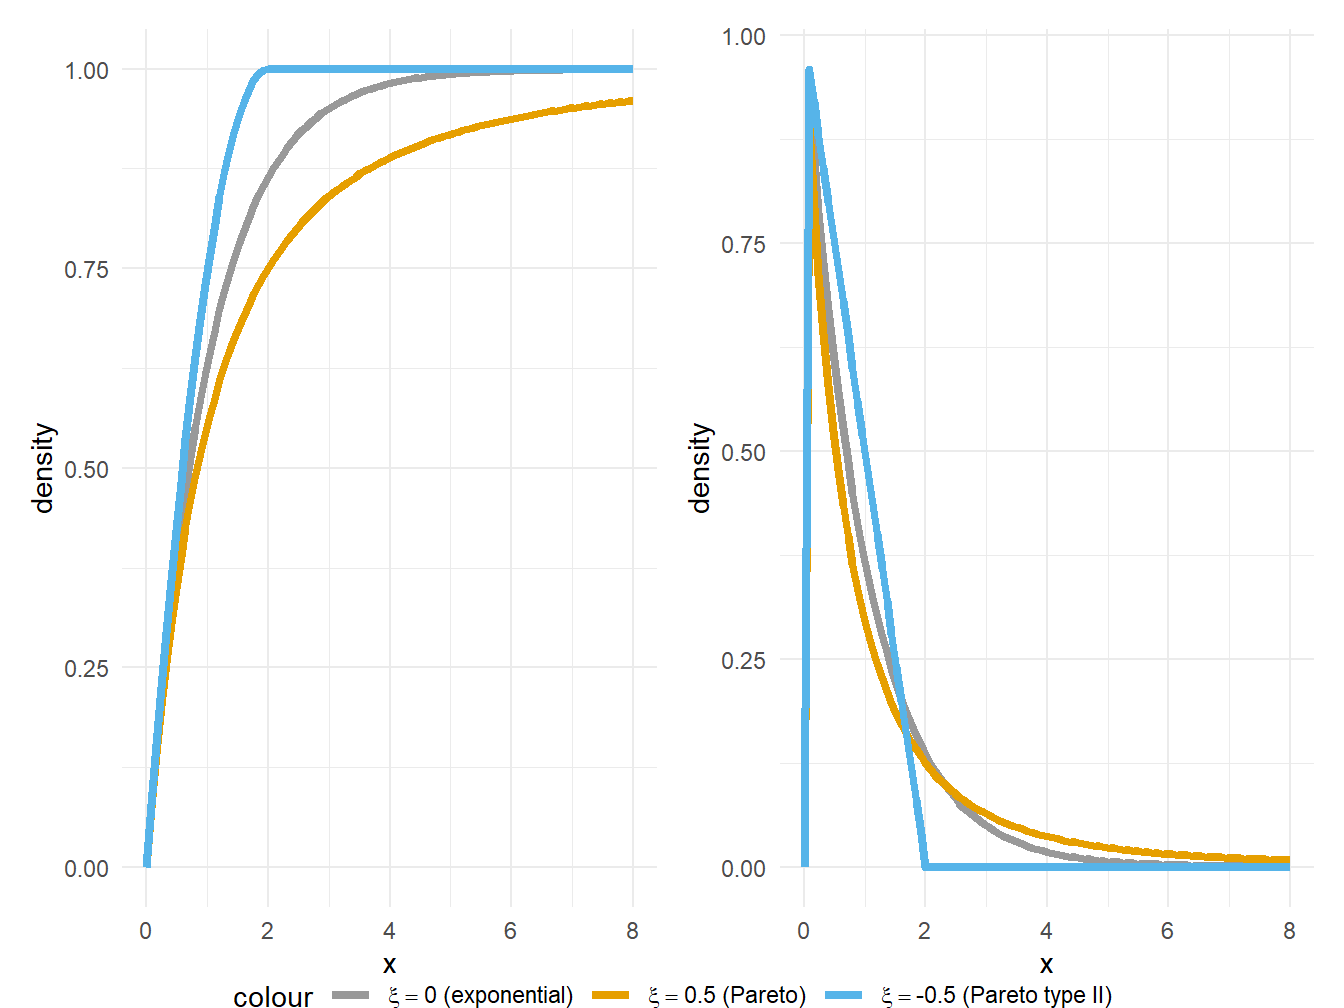 1.00
0.75
0.50
0.25
0.00
density
0 2 4 6 8
x
1.00
0.75
0.50
0.25
0.00
density
0 2 4 6 8
x
colour ξ = 0 (exponential) ξ = 0.5 (Pareto) ξ = -0.5 (Pareto type II)